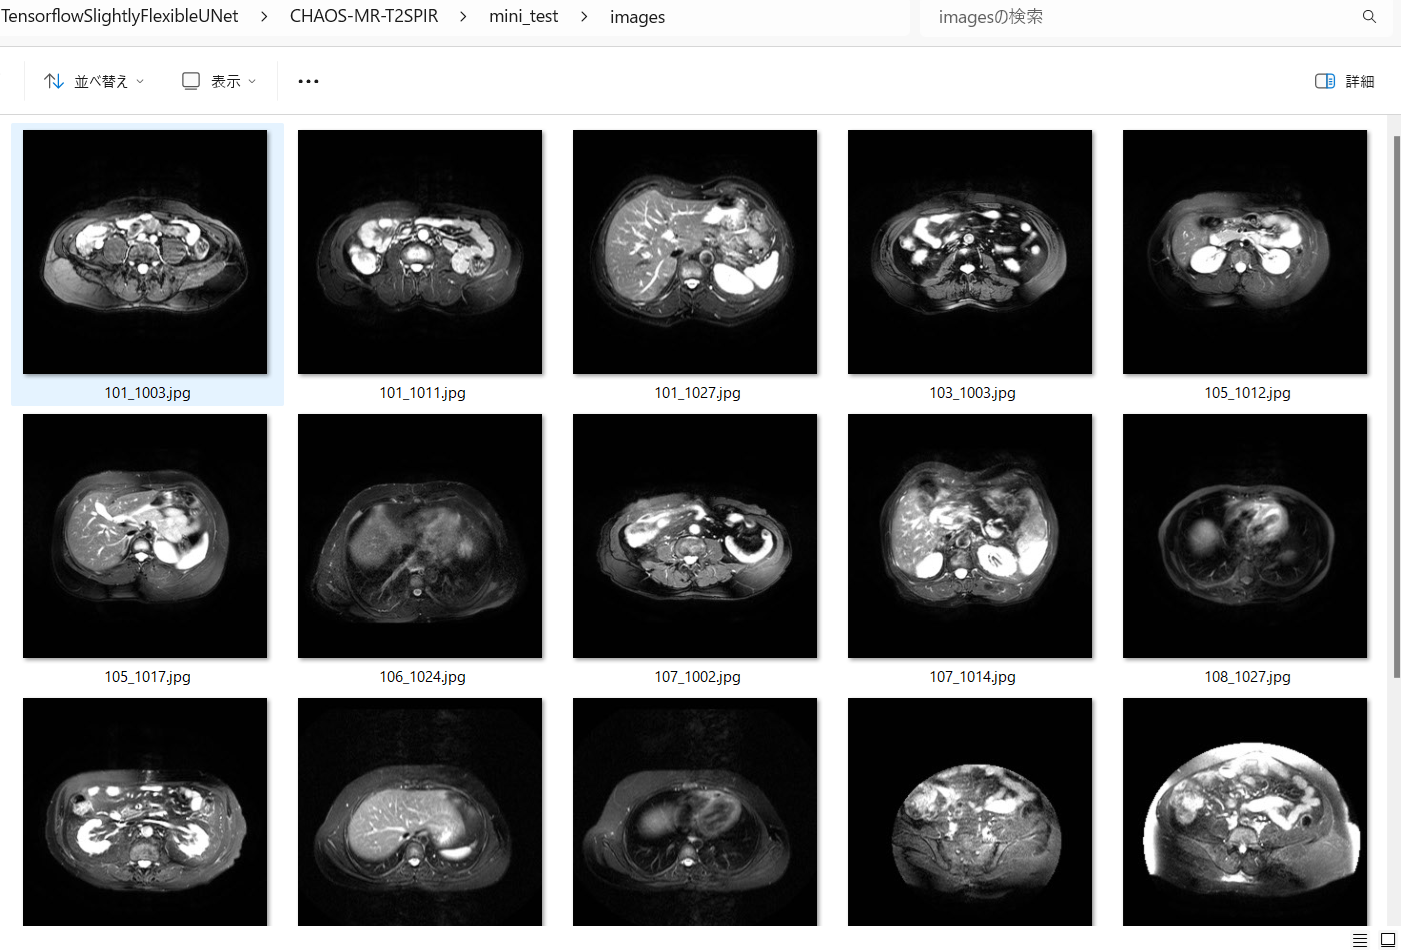 TensorflowSlightlyFlexibleUNet > CHAOS-MR-T2SPIR > mini_test > images
imagesの検索
並べ替え 表示 ••• 詳細
101_1003.jpg 101_1011.jpg 101_1027.jpg 103_1003.jpg 105_1012.jpg
105_1017.jpg 106_1024.jpg 107_1002.jpg 107_1014.jpg 108_1027.jpg